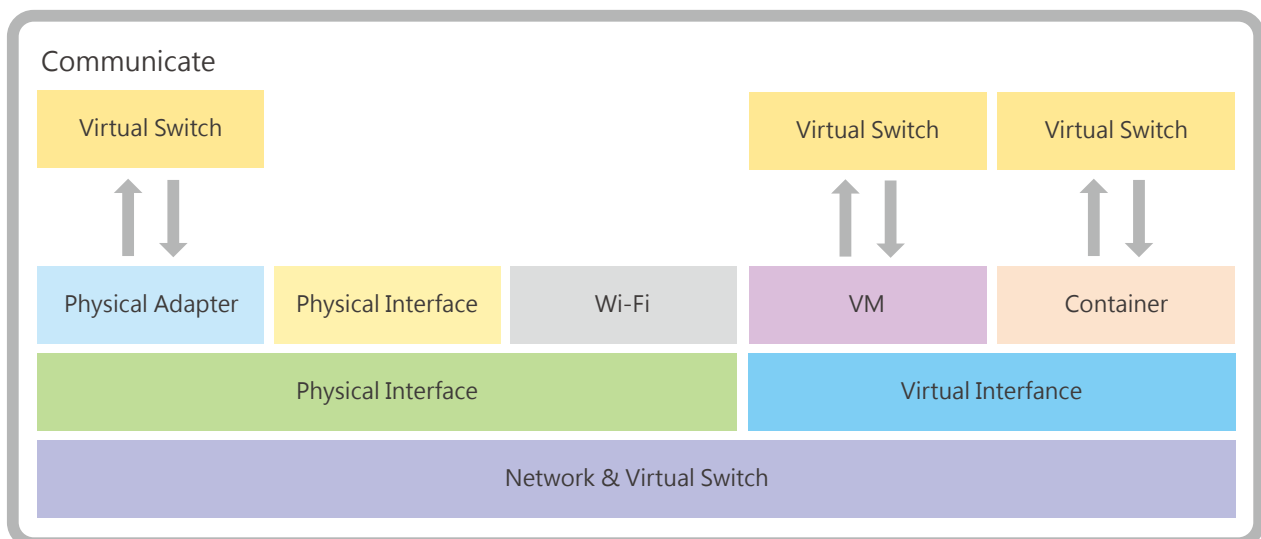 Communicate
Virtual Switch
Virtual Switch
Virtual Switch
Physical Adapter
Physical Interface
Wi-Fi
VM
Container
Physical Interface
Virtual Interfance
Network & Virtual Switch